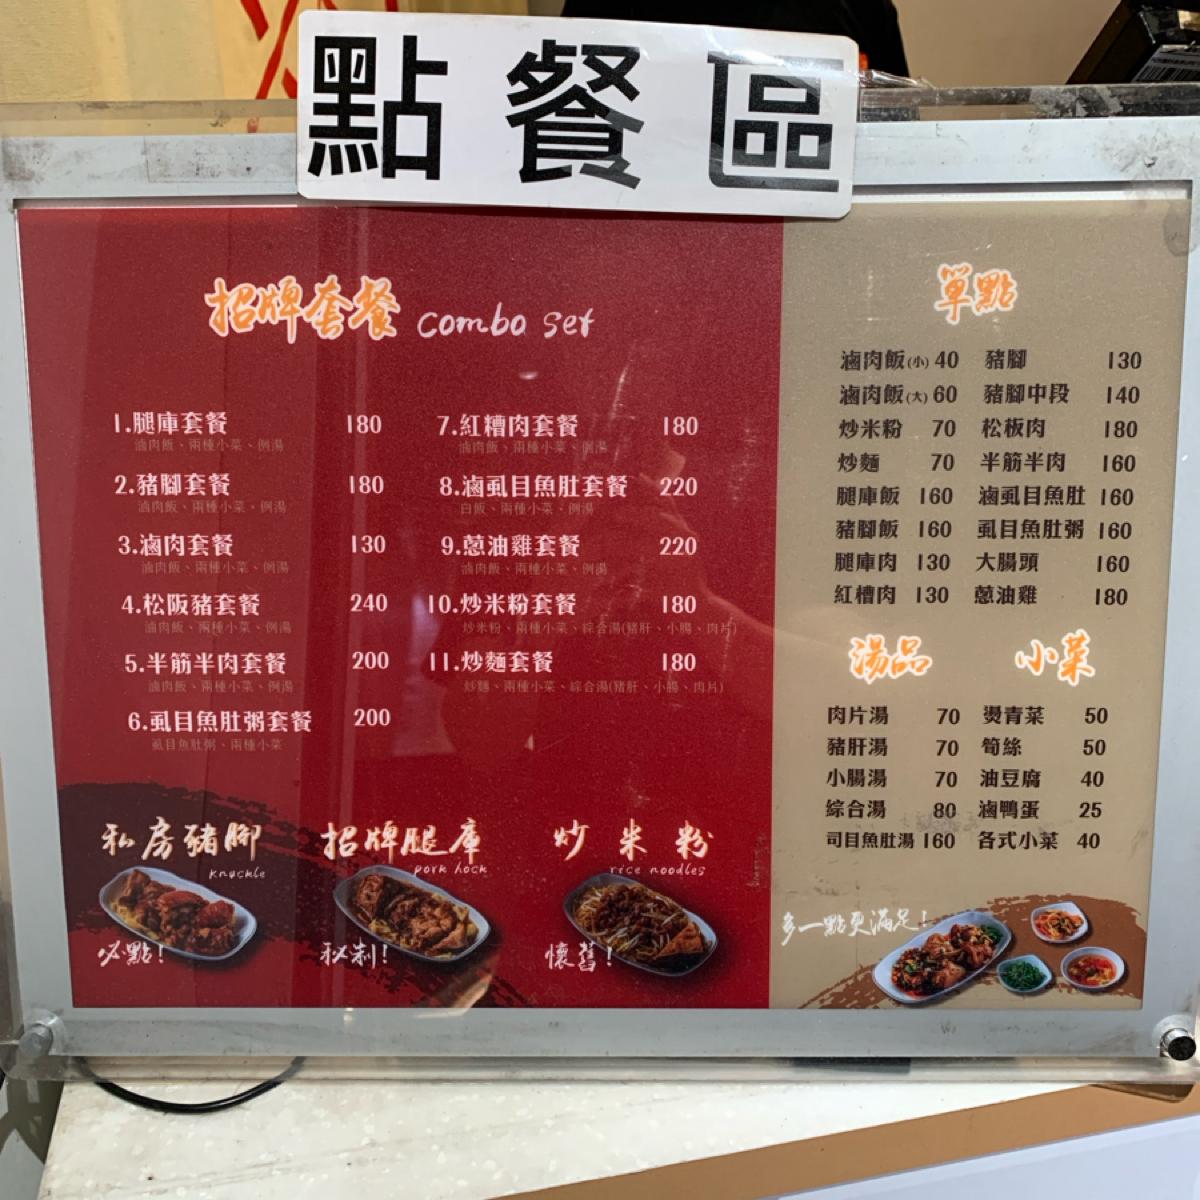 點餐區
招牌套餐 combo set
1.腿庫套餐 180
滷肉飯、兩種小菜、例湯
2.豬腳套餐 180
滷肉飯、兩種小菜、例湯
3.滷肉套餐 130
滷肉飯、兩種小菜、例湯
4.松阪豬套餐 240
滷肉飯、兩種小菜、例湯
5.半筋半肉套餐 200
滷肉飯、兩種小菜、例湯
6.虱目魚肚粥套餐 200
虱目魚肚粥、兩種小菜
7.紅糟肉套餐 180
滷肉飯、兩種小菜、例湯
8.滷虱目魚肚套餐 220
白飯、兩種小菜、例湯
9.蔥油雞套餐 220
滷肉飯、兩種小菜、例湯
10.炒米粉套餐 180
炒米粉、兩種小菜、綜合湯(豬肝、小腸、肉片)
11.炒麵套餐 180
炒麵、兩種小菜、綜合湯(豬肝、小腸、肉片)
私房豬腳
knuckle
必點!
招牌腿庫
pork hock
秘制!
炒米粉
rice noodles
懷舊!
單點
滷肉飯(小) 40 豬腳 130
滷肉飯(大) 60 豬腳中段 140
炒米粉 70 松板肉 180
炒麵 70 半筋半肉 160
腿庫飯 160 滷虱目魚肚 160
豬腳飯 160 虱目魚肚粥 160
腿庫肉 130 大腸頭 160
紅糟肉 130 蔥油雞 180
湯品 小菜
肉片湯 70 燙青菜 50
豬肝湯 70 筍絲 50
小腸湯 70 油豆腐 40
綜合湯 80 滷鴨蛋 25
司目魚肚湯 160 各式小菜 40
多一點更滿足!